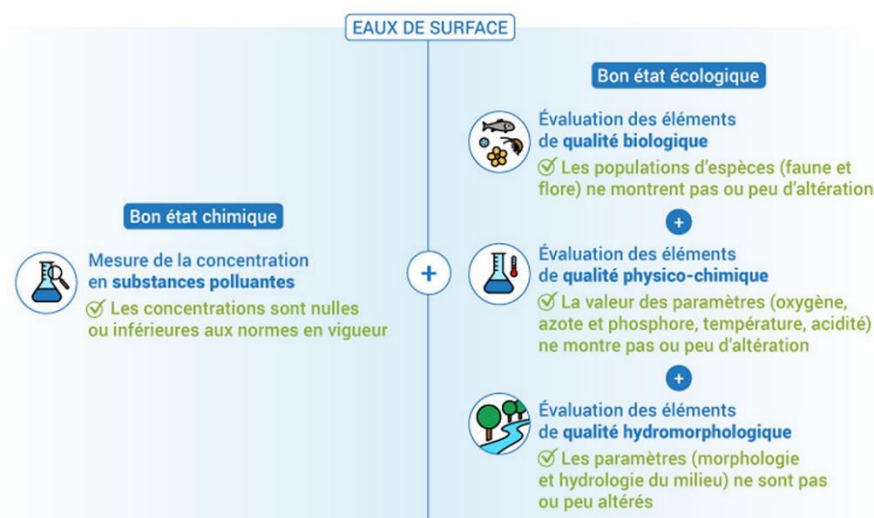 EAUX DE SURFACE
Bon état chimique
Mesure de la concentration
en substances polluantes
Les concentrations sont nulles
ou inférieures aux normes en vigueur
+
Bon état écologique
Évaluation des éléments
de qualité biologique
Les populations d'espèces (faune et
flore) ne montrent pas ou peu d'altération
+
Évaluation des éléments
de qualité physico-chimique
La valeur des paramètres (oxygène,
azote et phosphore, température, acidité)
ne montre pas ou peu d'altération
+
Évaluation des éléments
de qualité hydromorphologique
Les paramètres (morphologie
et hydrologie du milieu) ne sont pas
ou peu altérés